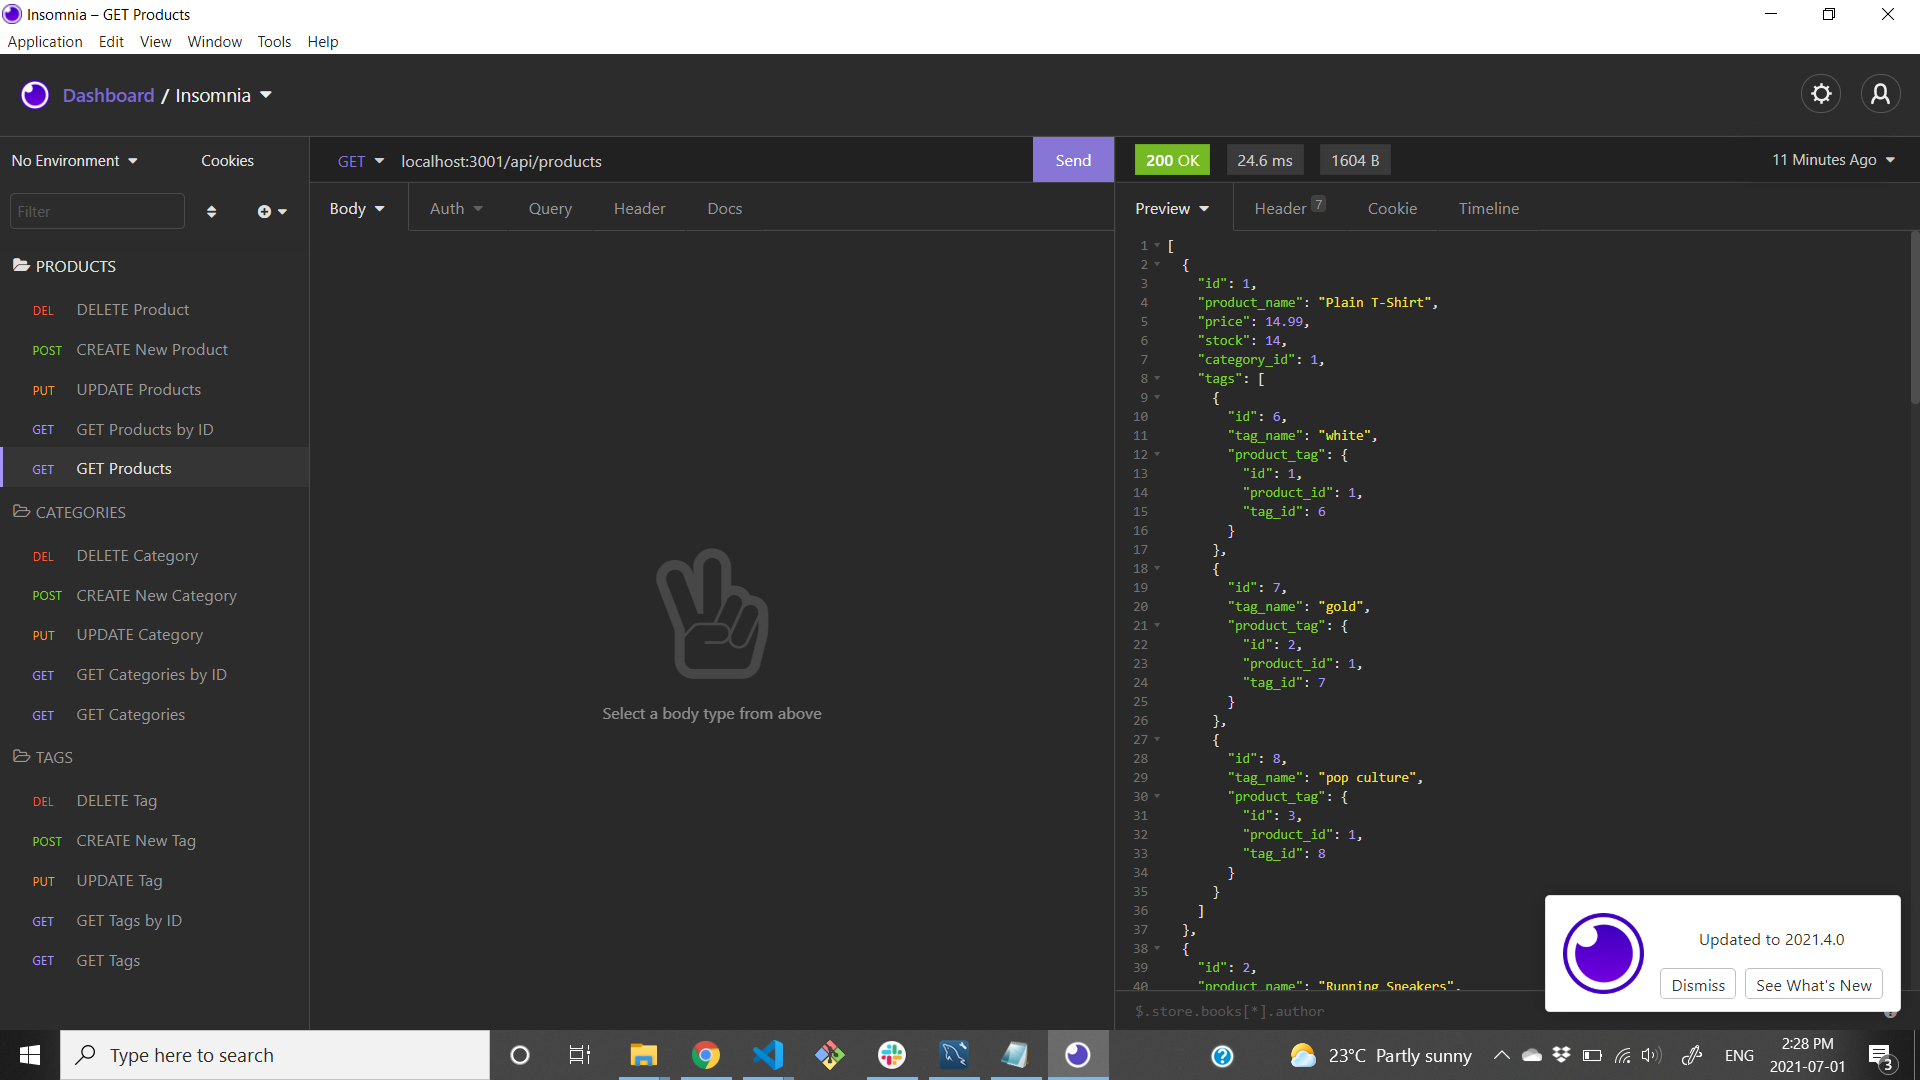 Insomnia – GET Products
Application Edit View Window Tools Help
Dashboard / Insomnia
No Environment Cookies
Filter
PRODUCTS
DEL DELETE Product
POST CREATE New Product
PUT UPDATE Products
GET GET Products by ID
GET GET Products
CATEGORIES
DEL DELETE Category
POST CREATE New Category
PUT UPDATE Category
GET GET Categories by ID
GET GET Categories
TAGS
DEL DELETE Tag
POST CREATE New Tag
PUT UPDATE Tag
GET GET Tags by ID
GET GET Tags
GET localhost:3001/api/products Send
Body Auth Query Header Docs
Select a body type from above
200 OK 24.6 ms 1604 B 11 Minutes Ago
Preview Header 7 Cookie Timeline
1 [
2 {
3 "id": 1,
4 "product_name": "Plain T-Shirt",
5 "price": 14.99,
6 "stock": 14,
7 "category_id": 1,
8 "tags": [
9 {
10 "id": 6,
11 "tag_name": "white",
12 "product_tag": {
13 "id": 1,
14 "product_id": 1,
15 "tag_id": 6
16 }
17 },
18 {
19 "id": 7,
20 "tag_name": "gold",
21 "product_tag": {
22 "id": 2,
23 "product_id": 1,
24 "tag_id": 7
25 }
26 },
27 {
28 "id": 8,
29 "tag_name": "pop culture",
30 "product_tag": {
31 "id": 3,
32 "product_id": 1,
33 "tag_id": 8
34 }
35 }
36 ]
37 },
38 {
39 "id": 2,
40 "product_name": "Running Sneakers",
$.store.books[*].author
Updated to 2021.4.0
Dismiss See What's New
Type here to search
23°C Partly sunny
ENG
2:28 PM
2021-07-01
3